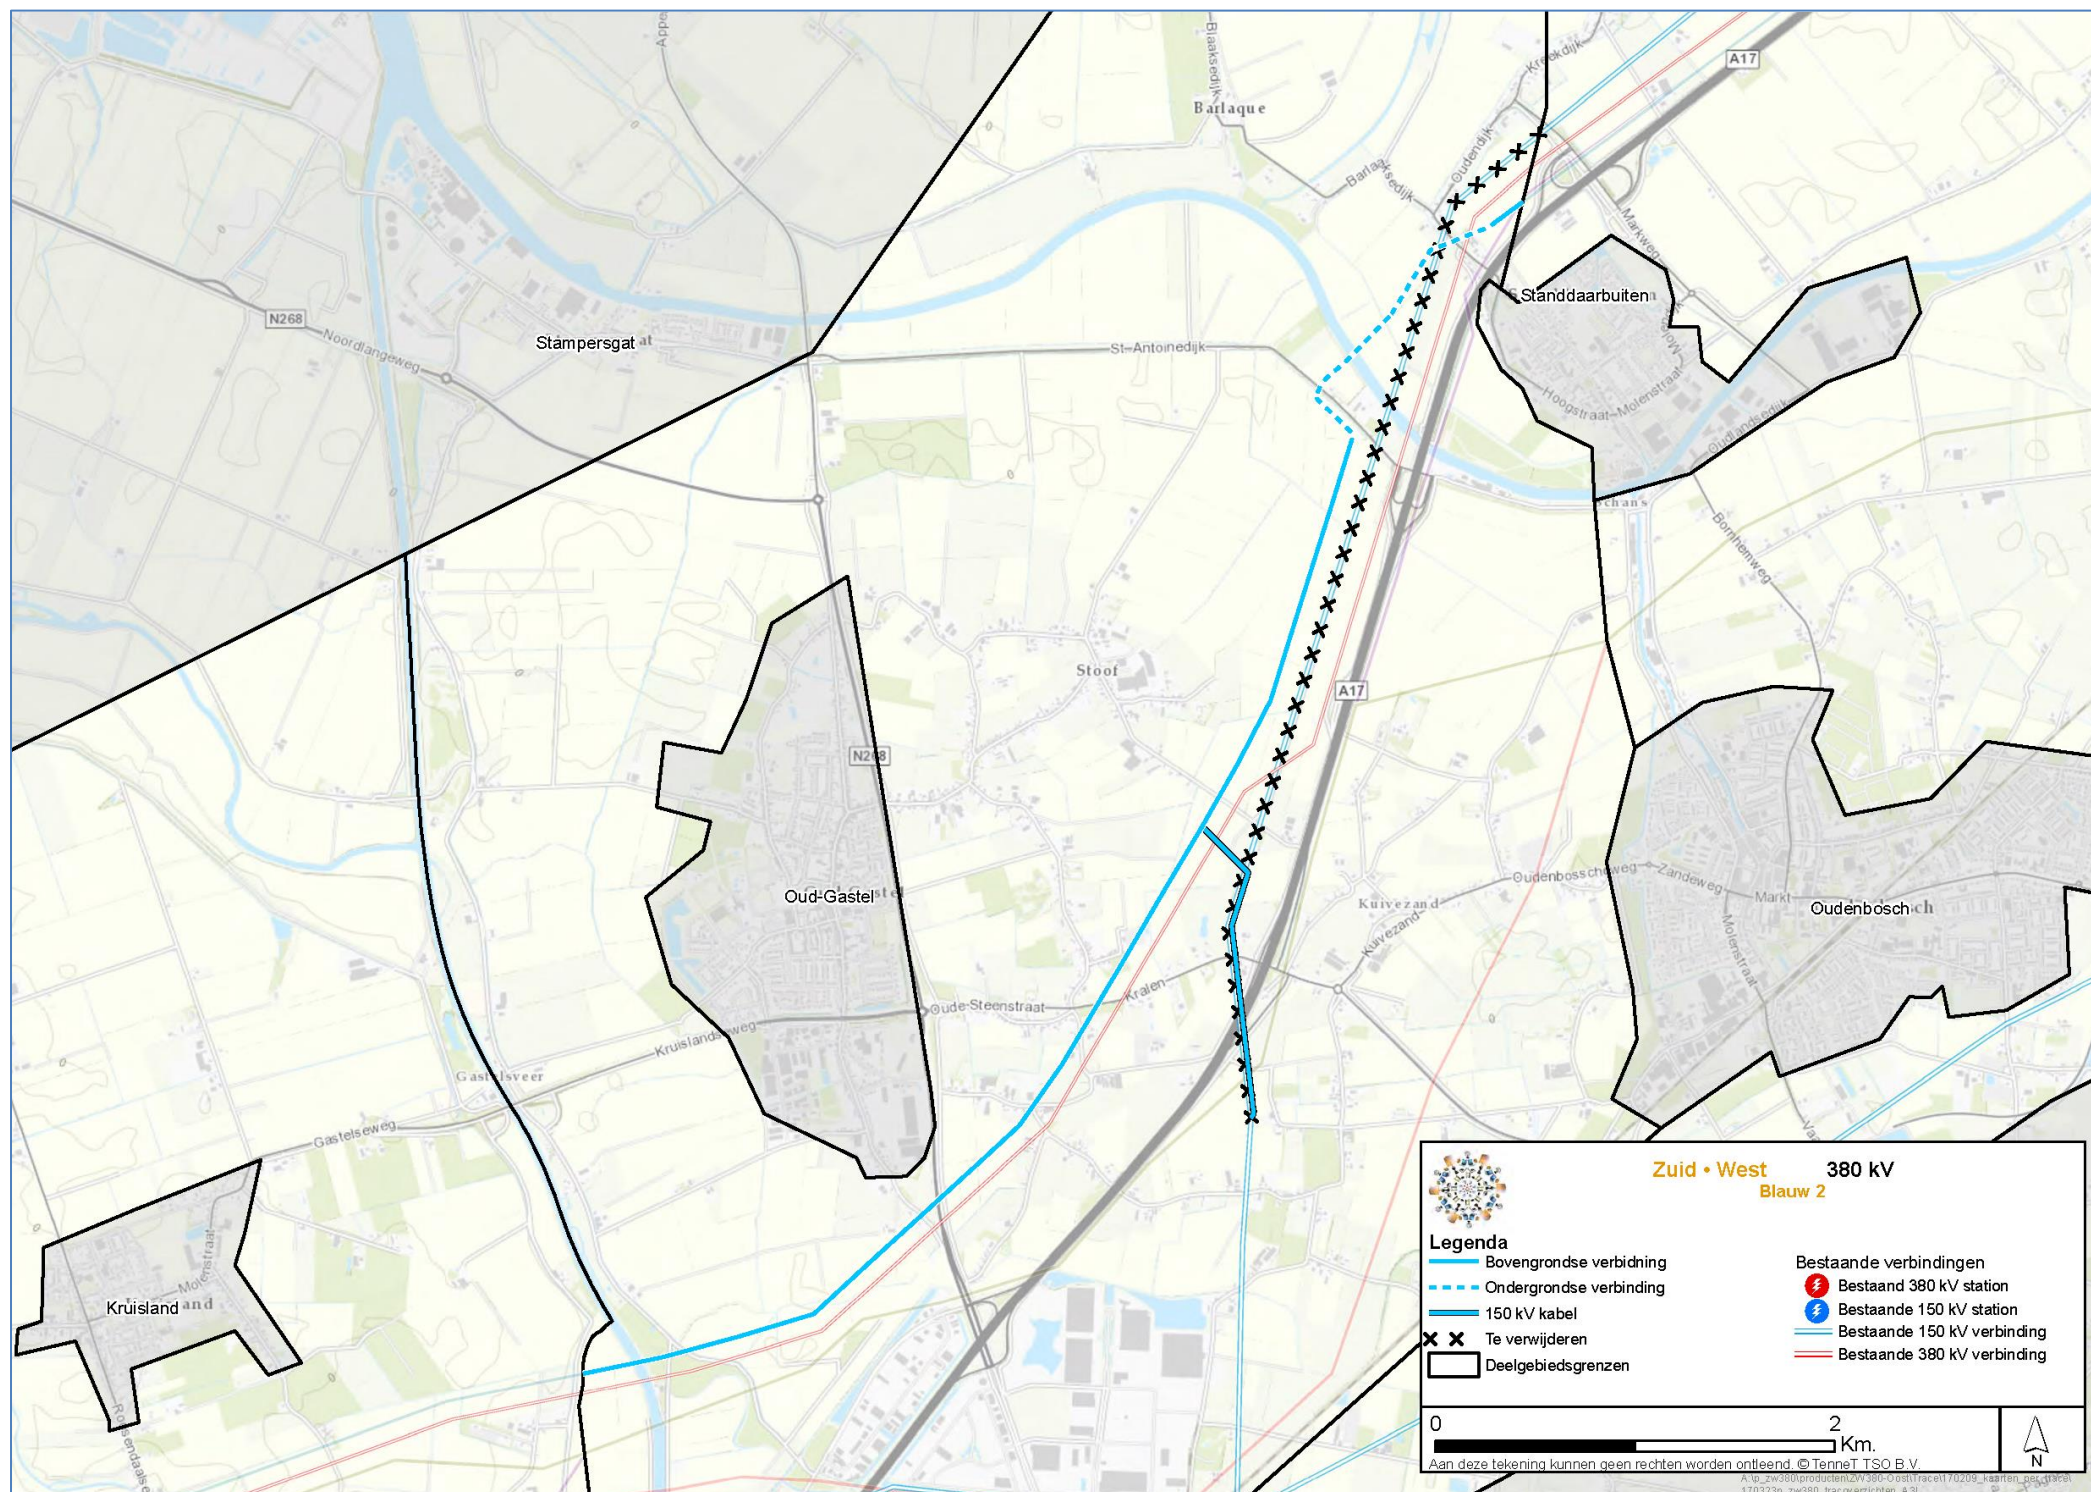 Barlaque
Blaaksedijk
Kreekdijk
A17
Oudendijk
Barlaaksedijk
Markweg
N268
Noordlangeweg
Stampersgat
St-Antoinedijk
Standdaarbuiten
Molenstraat
Hoogstraat-Molenstraat
Oudlandsedijk
Schans
Bornhemweg
Stoof
A17
N268
Oud-Gastel
Kuivezand
Oudenbosscheweg
Zandeweg
Markt
Oudenbosch
Kuivezand
Molenstraat
Kralen
Oude-Steenstraat
Kruislandseweg
Gastelsveer
Gastelseweg
Molenstraat
Kruisland
Zuid • West 380 kV
Blauw 2
Legenda
Bovengrondse verbidning
Ondergrondse verbinding
150 kV kabel
Te verwijderen
Deelgebiedsgrenzen
Bestaande verbindingen
Bestaand 380 kV station
Bestaande 150 kV station
Bestaande 150 kV verbinding
Bestaande 380 kV verbinding
0 2
Km.
N
Aan deze tekening kunnen geen rechten worden ontleend. © TenneT TSO B.V.